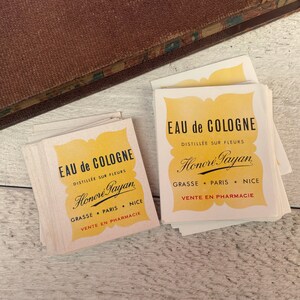 EAU de COLOGNE
DISTILLÉE SUR FLEURS
Honoré Payan
GRASSE • PARIS • NICE
VENTE EN PHARMACIE
EAU de COLOGNE
DISTILLÉE SUR FLEURS
Honoré Payan
GRASSE • PARIS • NICE
VENTE EN PHARMACIE